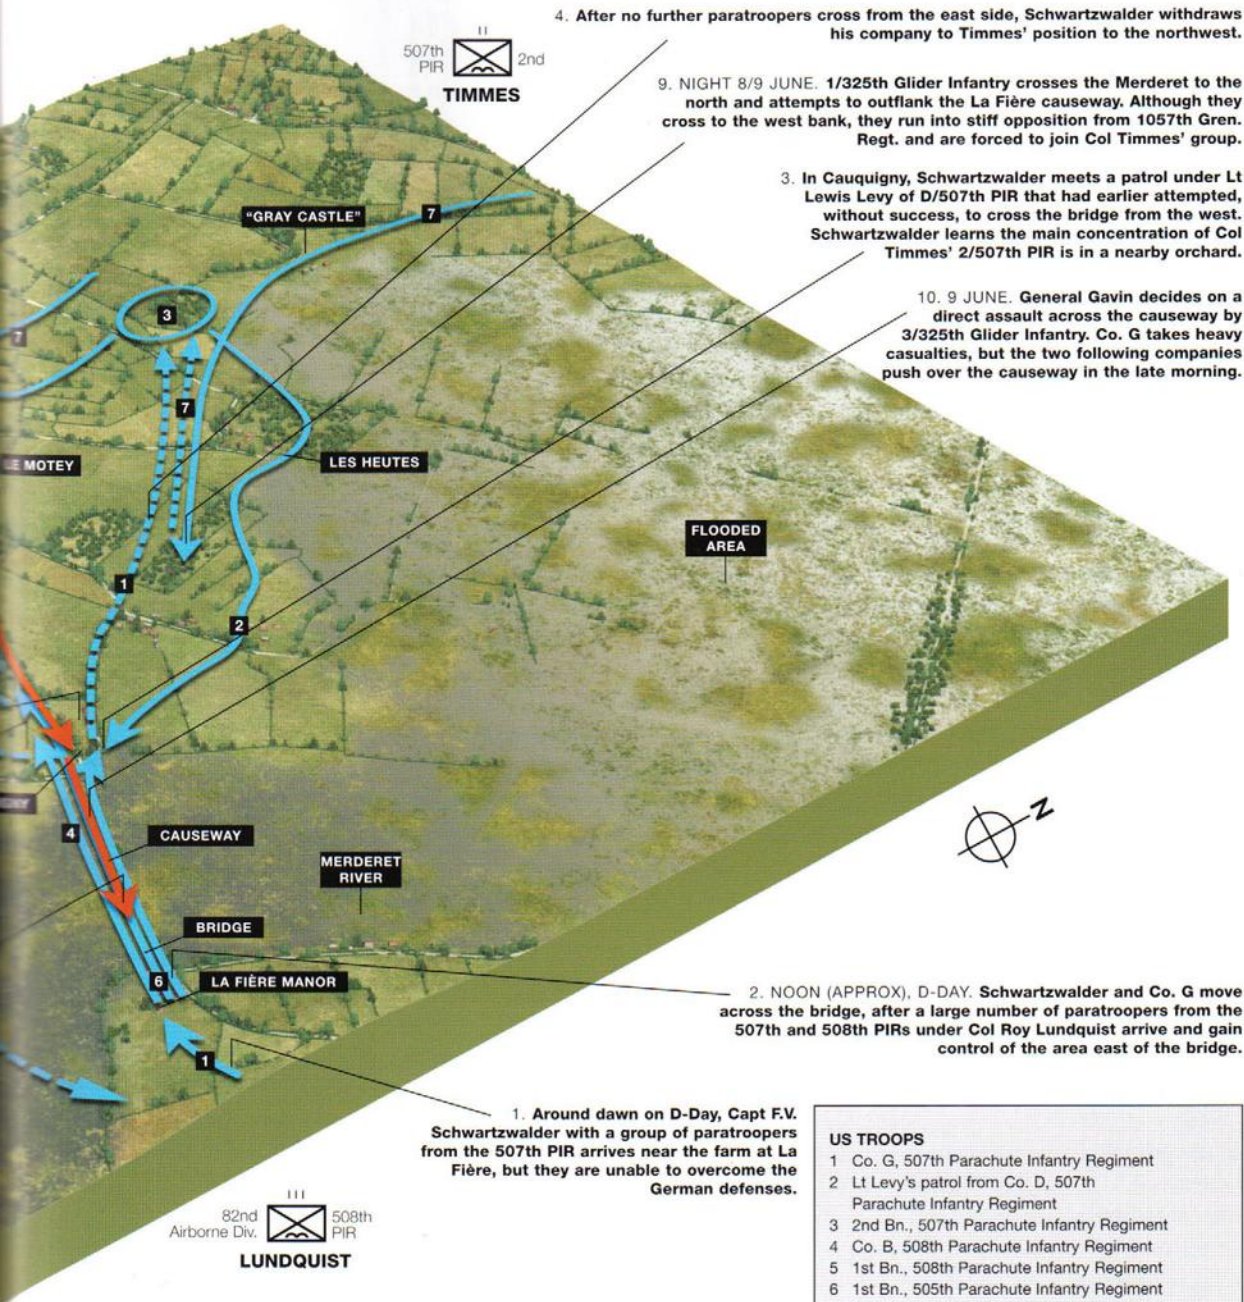 4. After no further paratroopers cross from the east side, Schwartzwalder withdraws
his company to Timmes' position to the northwest.
II
507th
PIR
2nd
TIMMES
9. NIGHT 8/9 JUNE. 1/325th Glider Infantry crosses the Merderet to the
north and attempts to outflank the La Fière causeway. Although they
cross to the west bank, they run into stiff opposition from 1057th Gren.
Regt. and are forced to join Col Timmes' group.
3. In Cauquigny, Schwartzwalder meets a patrol under Lt
Lewis Levy of D/507th PIR that had earlier attempted,
without success, to cross the bridge from the west.
Schwartzwalder learns the main concentration of Col
Timmes' 2/507th PIR is in a nearby orchard.
10. 9 JUNE. General Gavin decides on a
direct assault across the causeway by
3/325th Glider Infantry. Co. G takes heavy
casualties, but the two following companies
push over the causeway in the late morning.
"GRAY CASTLE"
7
3
7
7
MOTEY
LES HEUTES
FLOODED
AREA
1
2
4
CAUSEWAY
MERDERET
RIVER
N
BRIDGE
6
LA FIÈRE MANOR
1
2. NOON (APPROX), D-DAY. Schwartzwalder and Co. G move
across the bridge, after a large number of paratroopers from the
507th and 508th PIRs under Col Roy Lundquist arrive and gain
control of the area east of the bridge.
1. Around dawn on D-Day, Capt F.V.
Schwartzwalder with a group of paratroopers
from the 507th PIR arrives near the farm at La
Fière, but they are unable to overcome the
German defenses.
III
82nd
Airborne Div.
508th
PIR
LUNDQUIST
US TROOPS
1 Co. G, 507th Parachute Infantry Regiment
2 Lt Levy's patrol from Co. D, 507th
Parachute Infantry Regiment
3 2nd Bn., 507th Parachute Infantry Regiment
4 Co. B, 508th Parachute Infantry Regiment
5 1st Bn., 508th Parachute Infantry Regiment
6 1st Bn., 505th Parachute Infantry Regiment